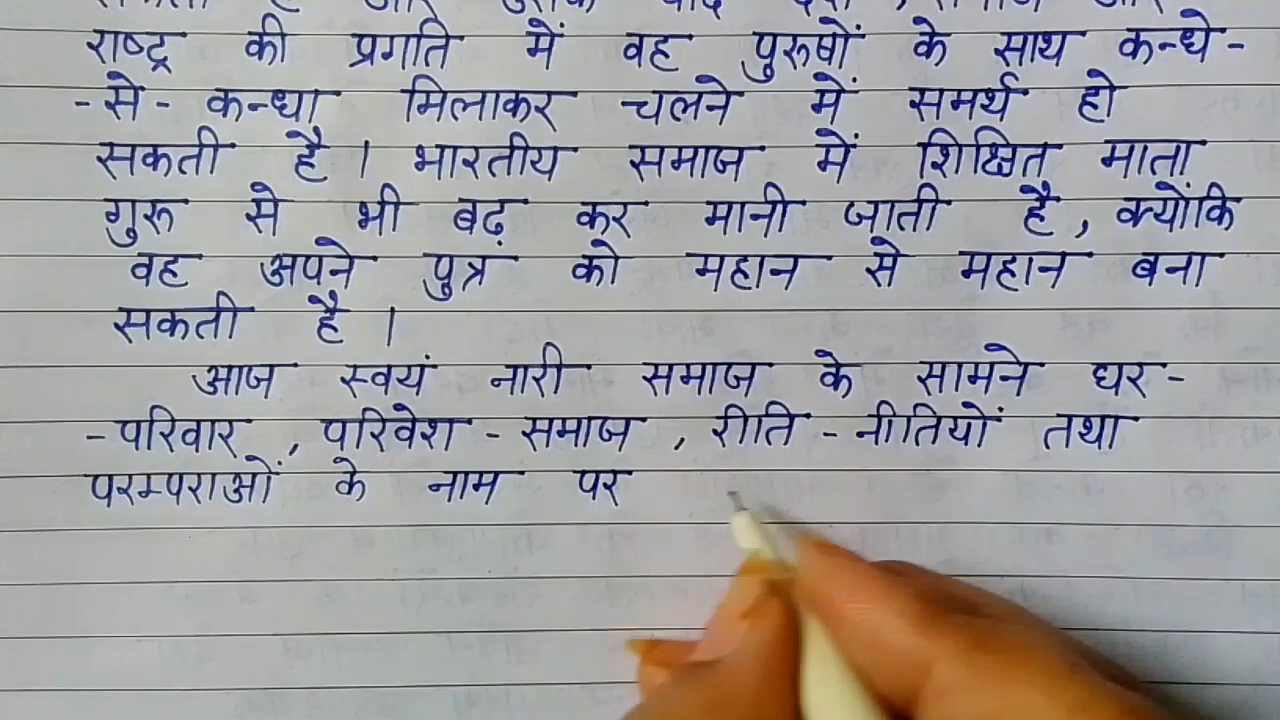 राष्ट्र की प्रगति में वह पुरुषों के साथ कन्धे-
-से- कन्धा मिलाकर चलने में समर्थ हो
सकती है। भारतीय समाज में शिक्षित माता
गुरु से भी बढ़ कर मानी जाती है, क्योंकि
वह अपने पुत्र को महान से महान बना
सकती है।
आज स्वयं नारी समाज के सामने घर-
-परिवार, परिवेश-समाज, रीति-नीतियों तथा
परम्पराओं के नाम पर